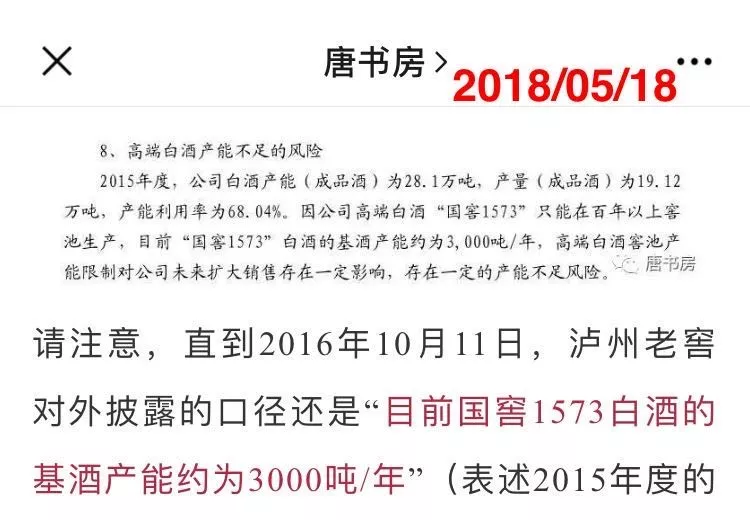 唐书房
2018/05/18
8、高端白酒产能不足的风险
2015年度，公司白酒产能（成品酒）为28.1万吨，产量（成品酒）为19.12
万吨，产能利用率为68.04%。因公司高端白酒“国窖1573”只能在百年以上窖
池生产，目前“国窖1573”白酒的基酒产能约为3,000吨/年，高端白酒窖池产
能限制对公司未来扩大销售存在一定影响，存在一定的产能不足风险。
唐书房
请注意，直到2016年10月11日，泸州老窖
对外披露的口径还是“目前国窖1573白酒的
基酒产能约为3000吨/年”（表述2015年度的